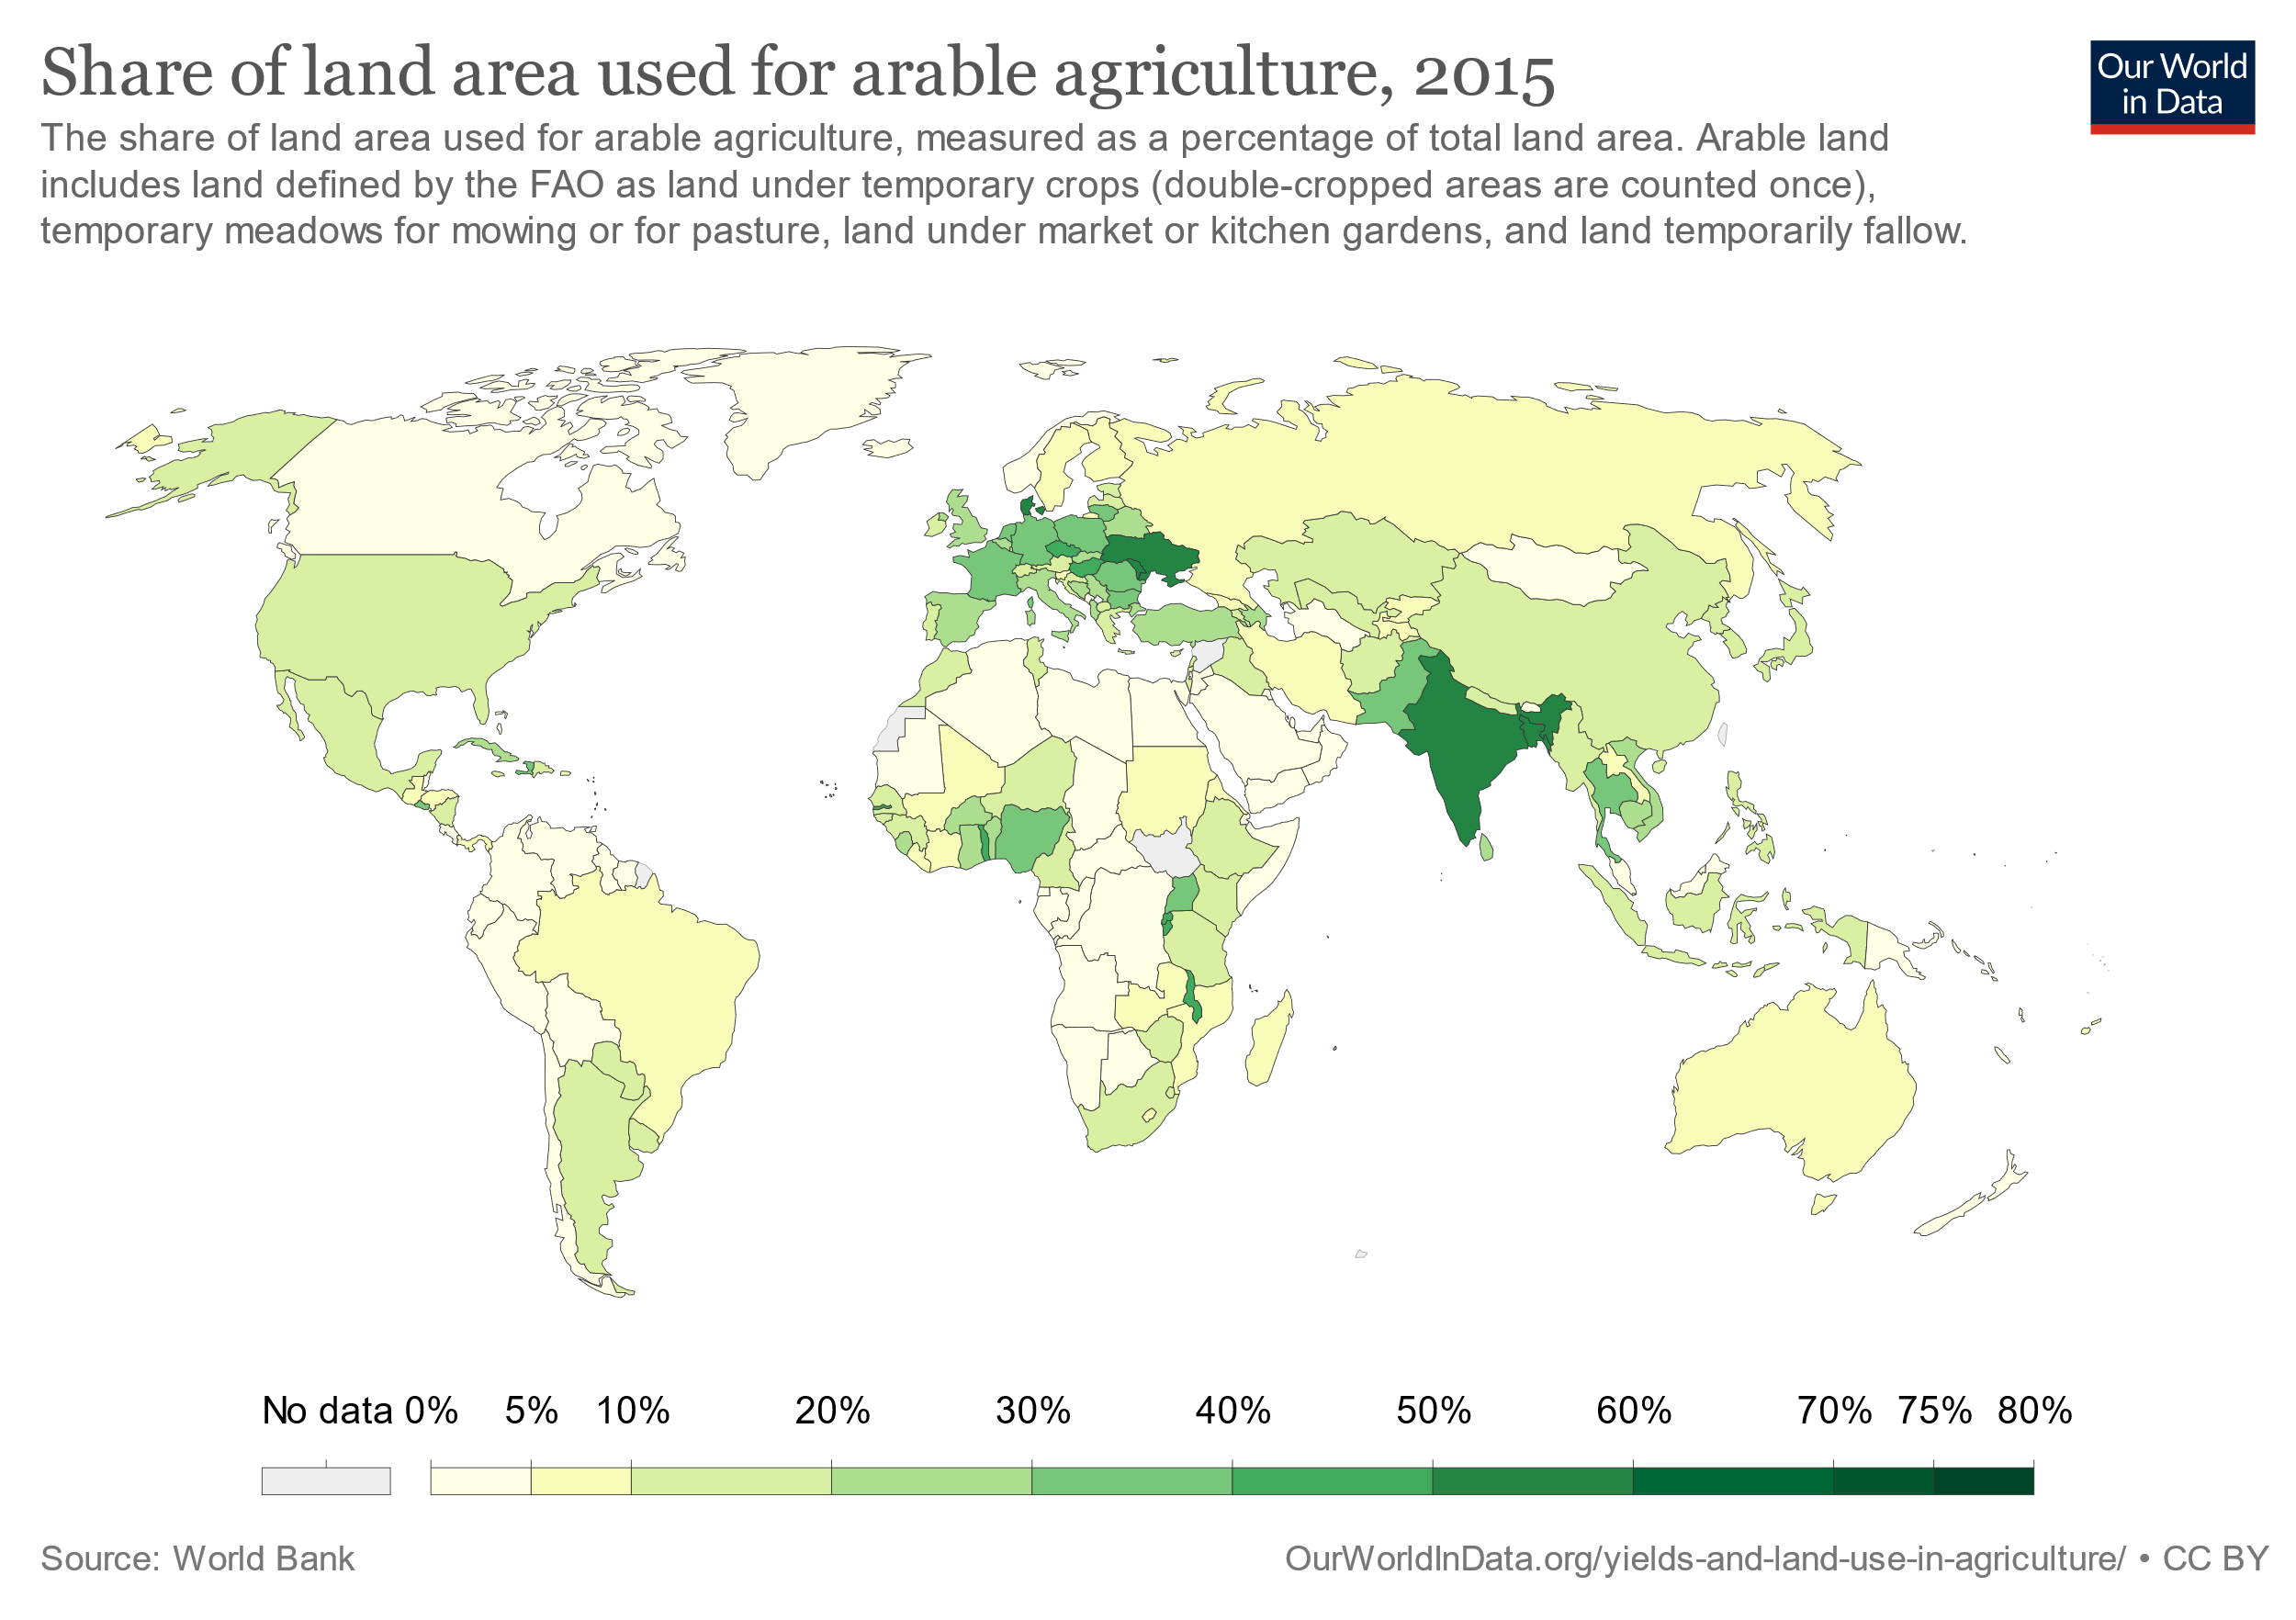 Share of land area used for arable agriculture, 2015
Our World
in Data
The share of land area used for arable agriculture, measured as a percentage of total land area. Arable land
includes land defined by the FAO as land under temporary crops (double-cropped areas are counted once),
temporary meadows for mowing or for pasture, land under market or kitchen gardens, and land temporarily fallow.
No data 0% 5% 10% 20% 30% 40% 50% 60% 70% 75% 80%
Source: World Bank
OurWorldInData.org/yields-and-land-use-in-agriculture/ • CC BY